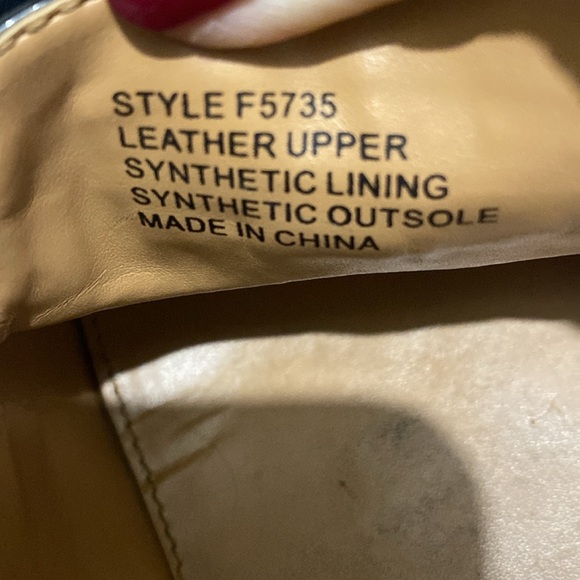 STYLE F5735
LEATHER UPPER
SYNTHETIC LINING
SYNTHETIC OUTSOLE
MADE IN CHINA